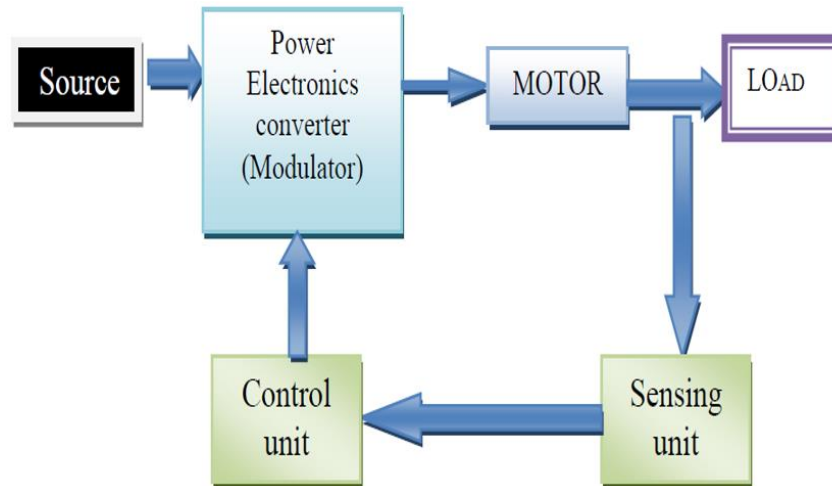 Source
Power
Electronics
converter
(Modulator)
MOTOR
LOAD
Control
unit
Sensing
unit